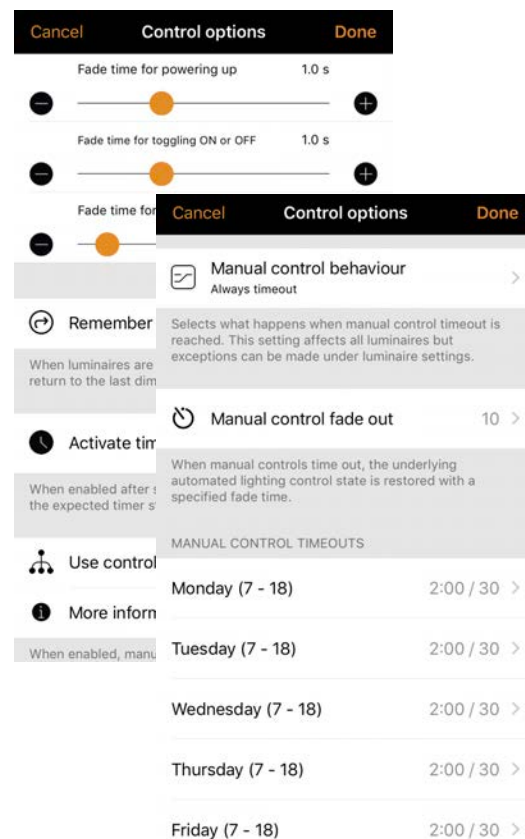 Cancel Control options Done
Fade time for powering up 1.0 s
Fade time for toggling ON or OFF 1.0 s
Fade time for
Remember
When luminaires are
return to the last dim
Activate tim
When enabled after s
the expected timer s
Use control
More inform
When enabled, manu
Cancel Control options Done
Manual control behaviour
Always timeout
Selects what happens when manual control timeout is
reached. This setting affects all luminaires but
exceptions can be made under luminaire settings.
Manual control fade out 10
When manual controls time out, the underlying
automated lighting control state is restored with a
specified fade time.
MANUAL CONTROL TIMEOUTS
Monday (7 - 18) 2:00 / 30
Tuesday (7 - 18) 2:00 / 30
Wednesday (7 - 18) 2:00 / 30
Thursday (7 - 18) 2:00 / 30
Friday (7 - 18) 2:00 / 30